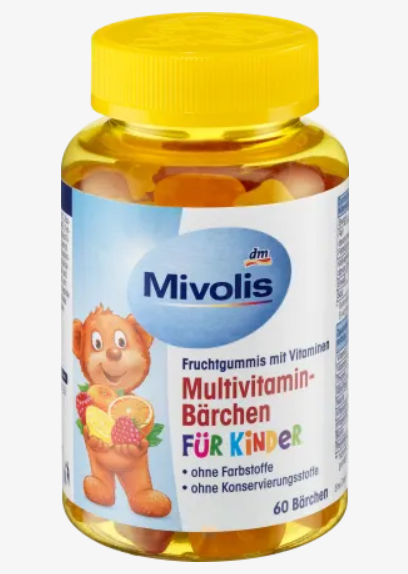 dm
Mivolis
Fruchtgummis mit Vitaminen
Multivitamin-
Bärchen
FÜR KiNDER
• ohne Farbstoffe
• ohne Konservierungsstoffe
60 Bärchen